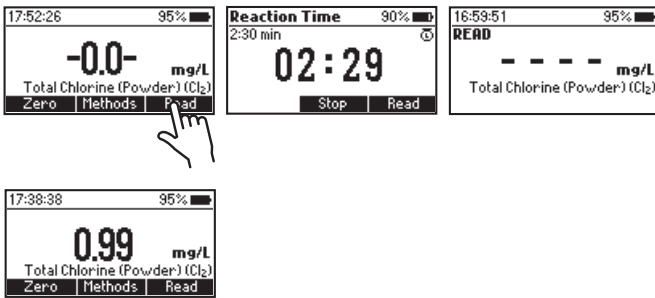 17:52:26 95%
-0.0- mg/L
Total Chlorine (Powder) (Cl₂)
Zero Methods Read
Reaction Time 90%
2:30 min
02:29
Stop Read
16:59:51 95%
READ
- - - - mg/L
Total Chlorine (Powder) (Cl₂)
17:38:38 95%
0.99 mg/L
Total Chlorine (Powder) (Cl₂)
Zero Methods Read